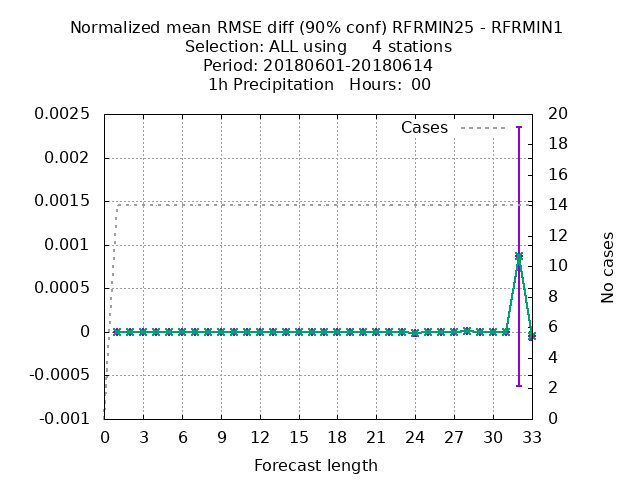 Normalized mean RMSE diff (90% conf) RFRMIN25 - RFRMIN1
Selection: ALL using     4 stations
Period: 20180601-20180614
1h Precipitation   Hours:  00
Cases
0.0025
0.002
0.0015
0.001
0.0005
0
-0.0005
-0.001
20
18
16
14
12
10
8
6
4
2
0
No cases
0 3 6 9 12 15 18 21 24 27 30 33
Forecast length